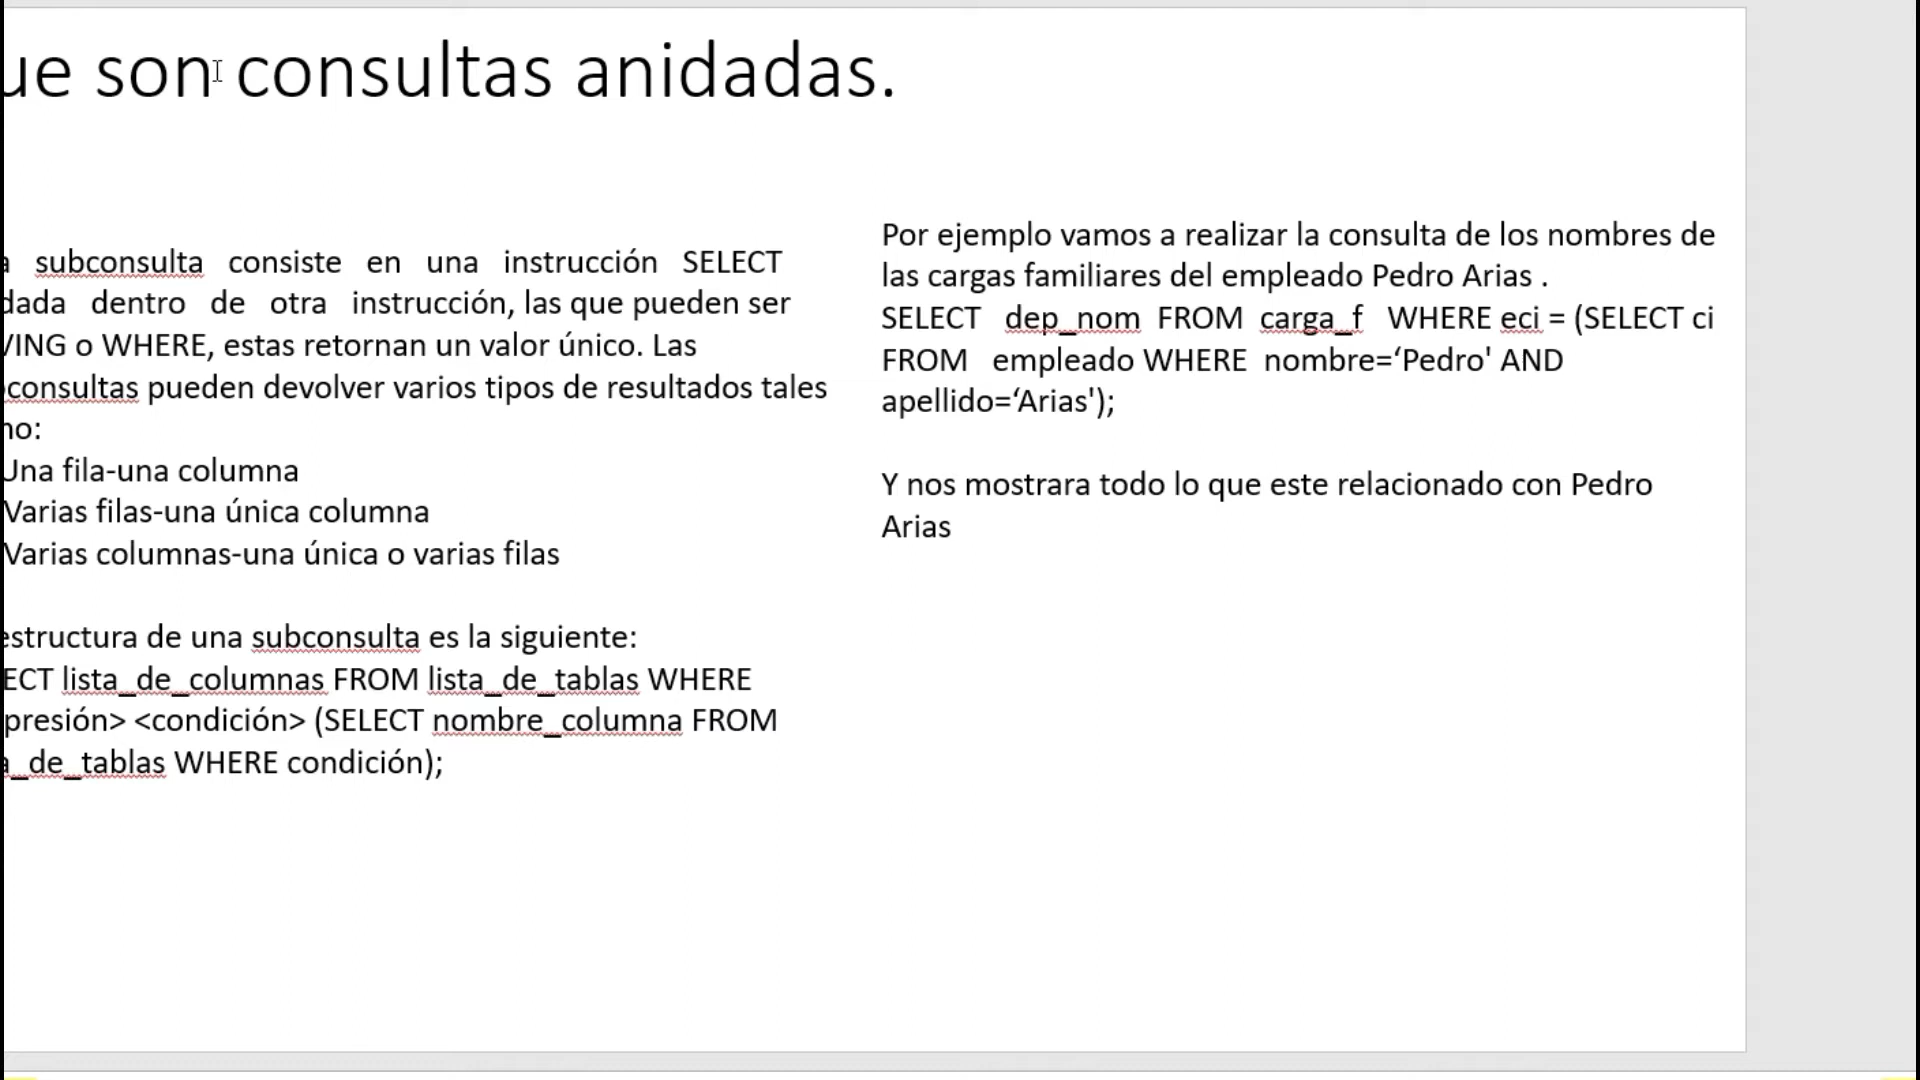 ue son consultas anidadas.
a subconsulta consiste en una instrucción SELECT
dada dentro de otra instrucción, las que pueden ser
VING o WHERE, estas retornan un valor único. Las
consultas pueden devolver varios tipos de resultados tales
mo:
Una fila-una columna
Varias filas-una única columna
Varias columnas-una única o varias filas
estructura de una subconsulta es la siguiente:
ECT lista_de_columnas FROM lista_de_tablas WHERE
presión> <condición> (SELECT nombre_columna FROM
a_de_tablas WHERE condición);
Por ejemplo vamos a realizar la consulta de los nombres de
las cargas familiares del empleado Pedro Arias .
SELECT dep_nom FROM carga_f WHERE eci = (SELECT ci
FROM empleado WHERE nombre=‘Pedro' AND
apellido=‘Arias');
Y nos mostrara todo lo que este relacionado con Pedro
Arias